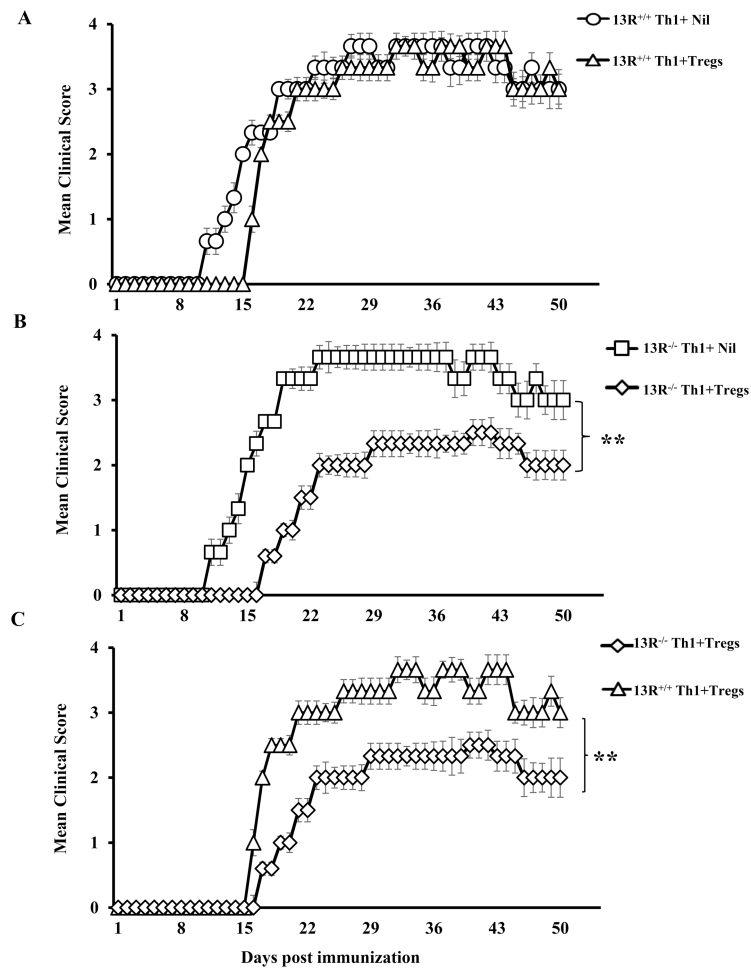 A
13R+/+ Th1+ Nil
13R+/+ Th1+Tregs
Mean Clinical Score
4
3
2
1
0
1 8 15 22 29 36 43 50
B
13R-/- Th1+ Nil
13R-/- Th1+Tregs
Mean Clinical Score
4
3
2
1
0
**
1 8 15 22 29 36 43 50
C
13R-/- Th1+Tregs
13R+/+ Th1+Tregs
Mean Clinical Score
4
3
2
1
0
**
1 8 15 22 29 36 43 50
Days post immunization